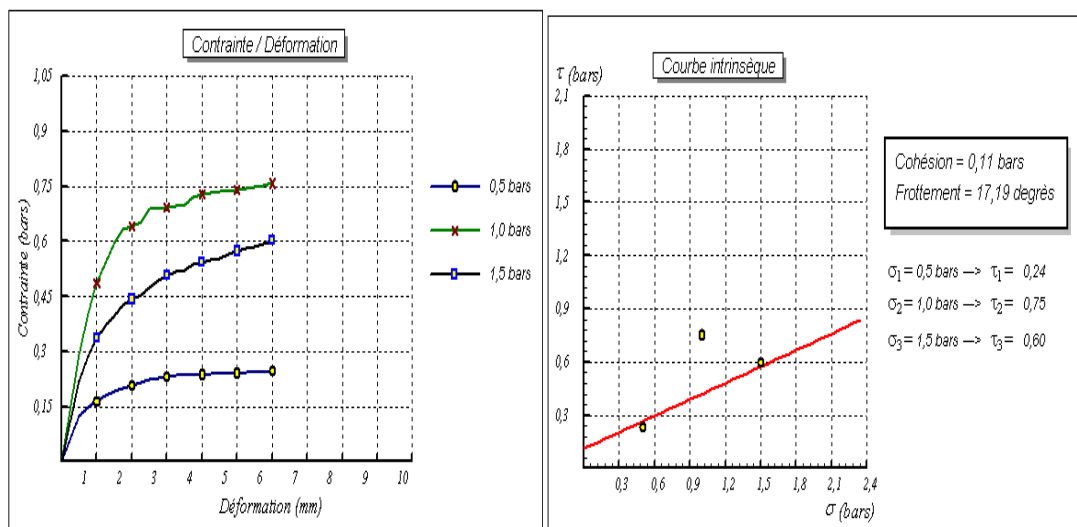 Contrainte / Déformation
1,05
0,9
0,75
0,6
0,45
0,3
0,15
Contrainte (bars)
1 2 3 4 5 6 7 8 9 10
Déformation (mm)
0,5 bars
1,0 bars
1,5 bars
Courbe intrinsèque
τ (bars)
2,1
1,8
1,5
1,2
0,9
0,6
0,3
0,3 0,6 0,9 1,2 1,5 1,8 2,1 2,4
σ (bars)
Cohésion = 0,11 bars
Frottement = 17,19 degrès
σ1 = 0,5 bars —> τ1 = 0,24
σ2 = 1,0 bars —> τ2 = 0,75
σ3 = 1,5 bars —> τ3 = 0,60